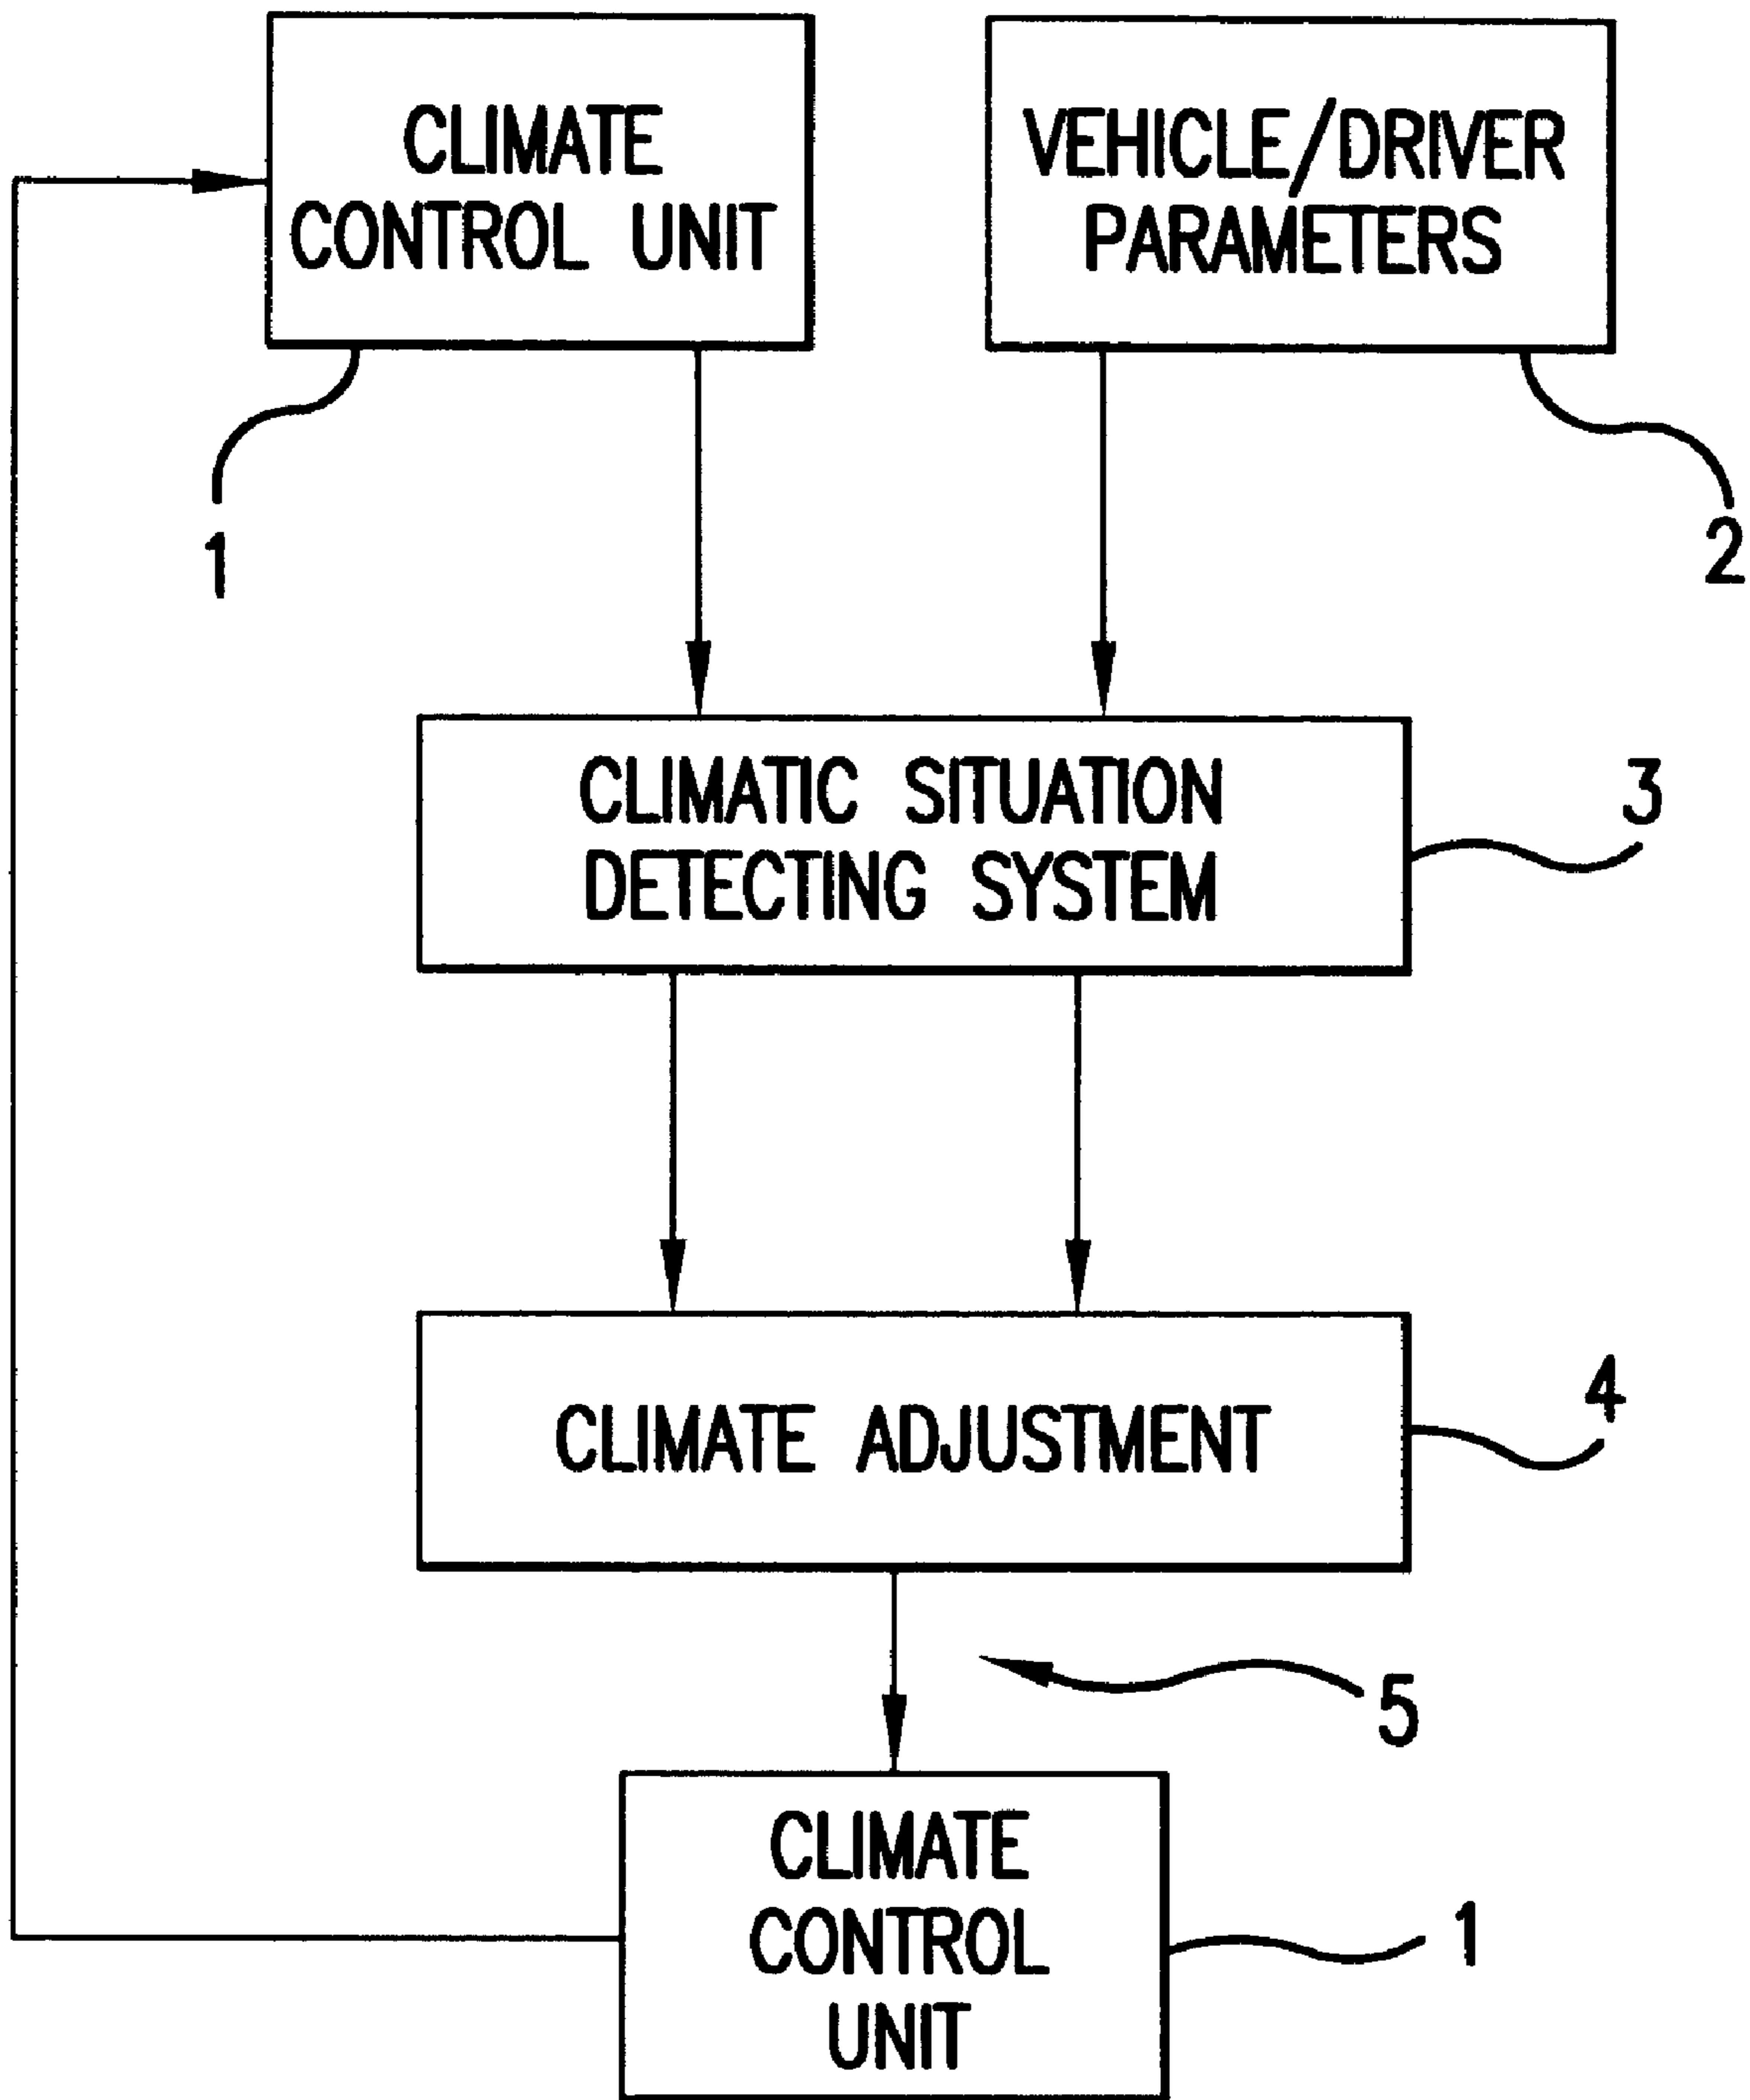 CLIMATE
CONTROL UNIT
VEHICLE/DRIVER
PARAMETERS
1
2
CLIMATIC SITUATION
DETECTING SYSTEM
3
CLIMATE ADJUSTMENT
4
5
CLIMATE
CONTROL
UNIT
1